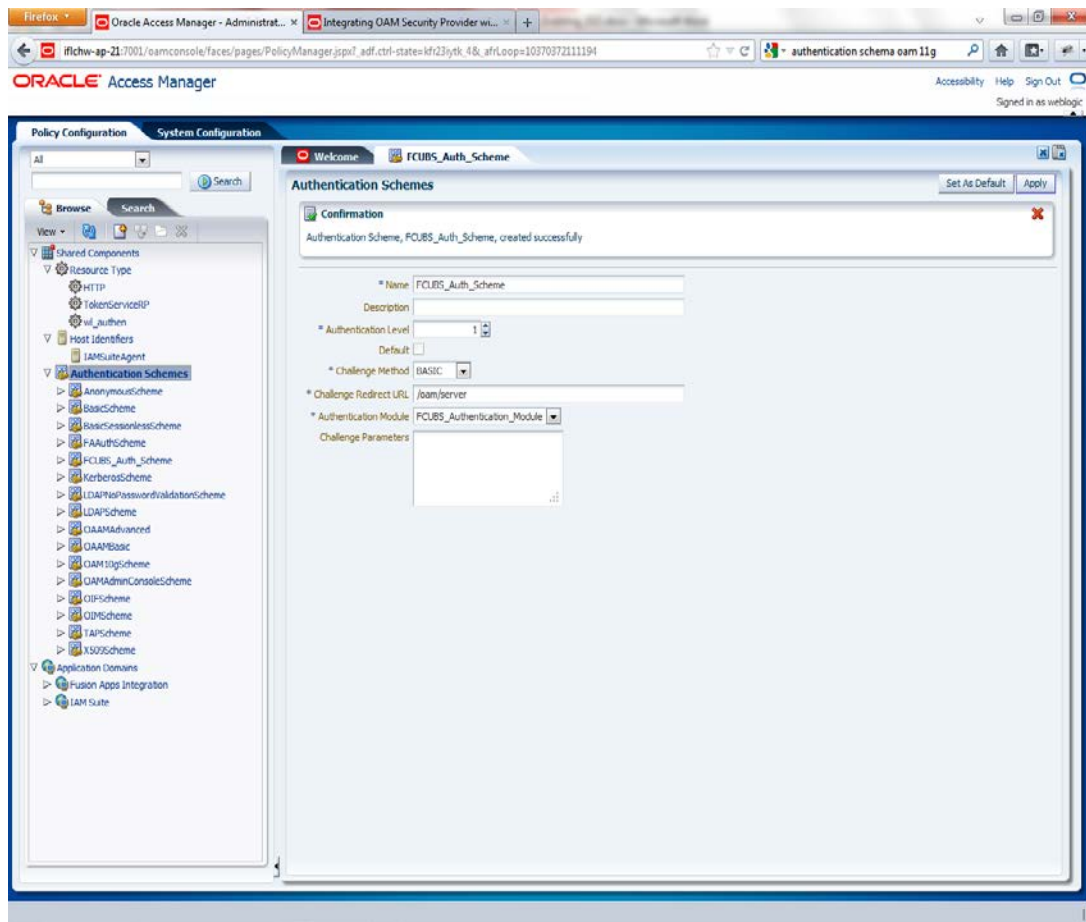 Firefox
Oracle Access Manager - Administrat...
Integrating OAM Security Provider wi...
iflchw-ap-21:7001/oamconsole/faces/pages/PolicyManager.jspx?_adf.ctrl-state=kfr23iytk_4&_afrLoop=10370372111194
authentication schema oam 11g
ORACLE Access Manager
Accessibility Help Sign Out
Signed in as weblogic
Policy Configuration System Configuration
All
Search
Browse Search
View
Shared Components
Resource Type
HTTP
TokenServiceRP
wl_authen
Host Identifiers
IAMSuiteAgent
Authentication Schemes
AnonymousScheme
BasicScheme
BasicSessionlessScheme
FAAuthScheme
FCUBS_Auth_Scheme
KerberosScheme
LDAPNoPasswordValidationScheme
LDAPScheme
OAAMAdvanced
OAAMBasic
OAM10gScheme
OAMAdminConsoleScheme
OIFScheme
OIMScheme
TAPScheme
X509Scheme
Application Domains
Fusion Apps Integration
IAM Suite
Welcome FCUBS_Auth_Scheme
Authentication Schemes
Set As Default Apply
Confirmation
Authentication Scheme, FCUBS_Auth_Scheme, created successfully
* Name FCUBS_Auth_Scheme
Description
* Authentication Level 1
Default
* Challenge Method BASIC
* Challenge Redirect URL /oam/server
* Authentication Module FCUBS_Authentication_Module
Challenge Parameters